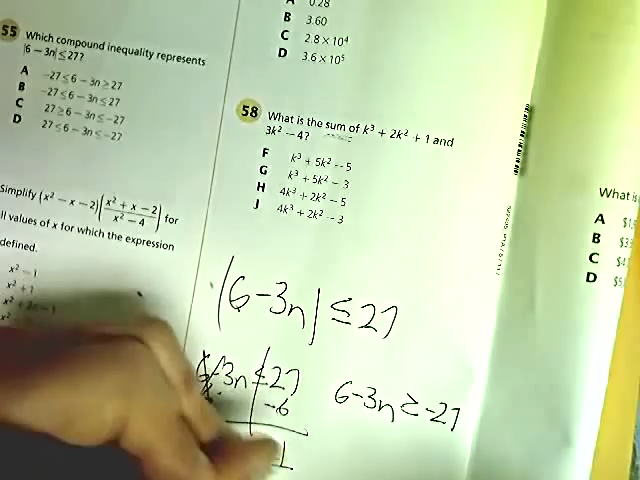 55 Which compound inequality represents
|6 − 3n| ≤ 27?
A −27 ≤ 6 − 3n ≥ 27
B −27 ≤ 6 − 3n ≤ 27
C 27 ≥ 6 − 3n ≤ −27
D 27 ≤ 6 − 3n ≤ −27
Simplify (x² − x − 2)(x² + x − 2 / x² − 4) for
ll values of x for which the expression
defined.
x² − 1
x² + 1
0.28
B 3.60
C 2.8 × 10⁴
D 3.6 × 10⁵
58 What is the sum of k³ + 2k² + 1 and
3k² − 4?
F k³ + 5k² − 5
G k³ + 5k² − 3
H 4k³ + 2k² − 5
J 4k³ + 2k² − 3
|6-3n| ≤ 27
6-3n ≤ 27
-6
6-3n ≥ -27
What is
A
B
C
D